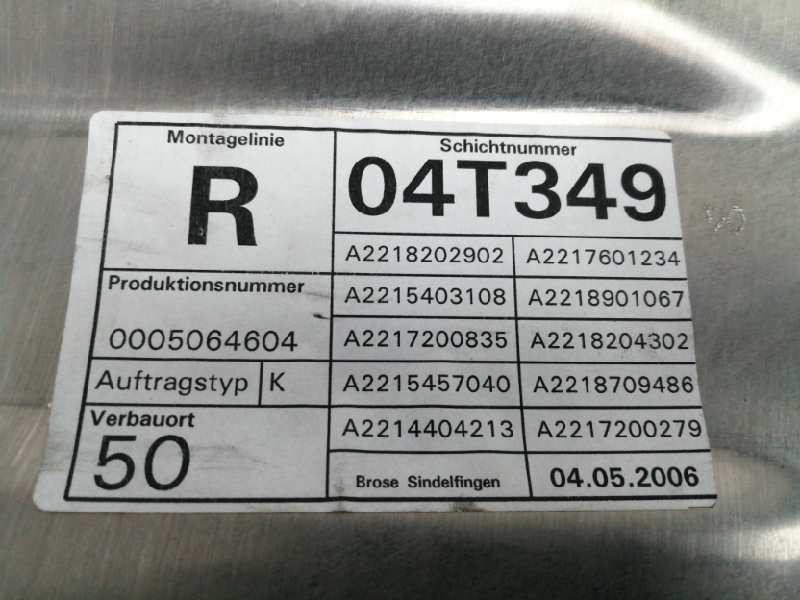 Montagelinie
R
Schichtnummer
04T349
Produktionsnummer
0005064604
Auftragstyp K
Verbauort
50
A2218202902 A2217601234
A2215403108 A2218901067
A2217200835 A2218204302
A2215457040 A2218709486
A2214404213 A2217200279
Brose Sindelfingen 04.05.2006